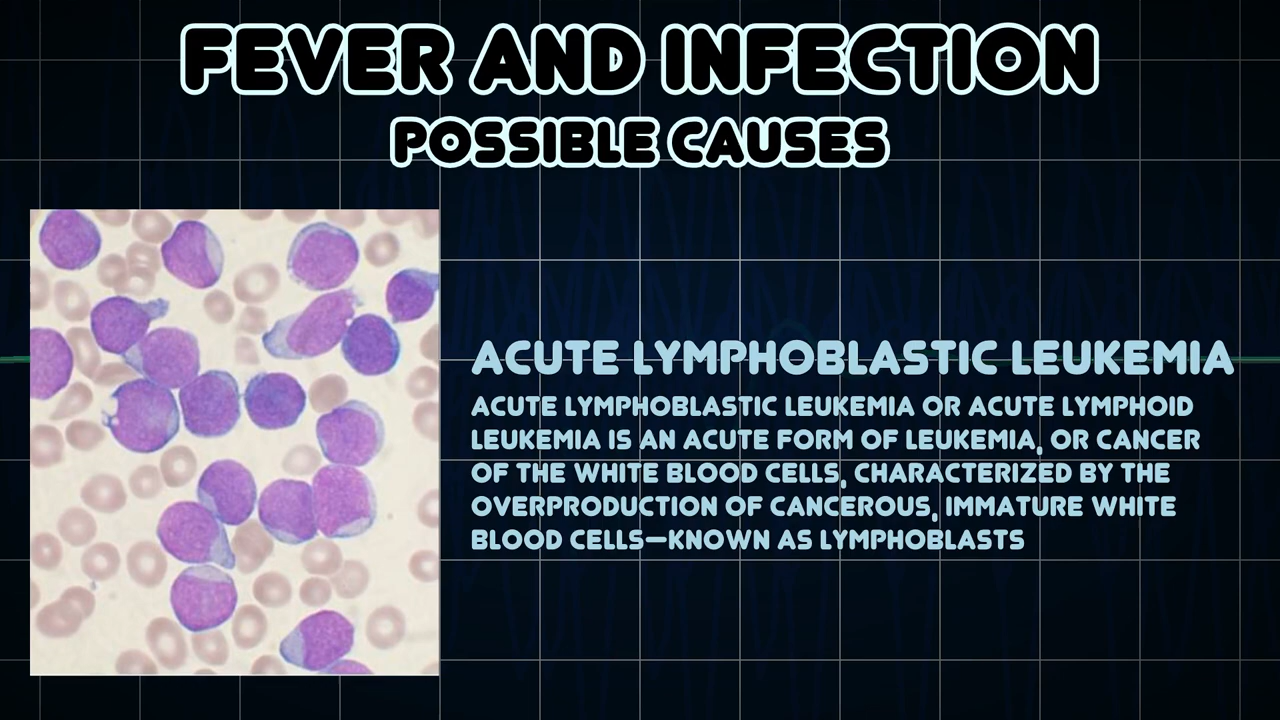 FEVER AND INFECTION
POSSIBLE CAUSES
ACUTE LYMPHOBLASTIC LEUKEMIA
ACUTE LYMPHOBLASTIC LEUKEMIA OR ACUTE LYMPHOID
LEUKEMIA IS AN ACUTE FORM OF LEUKEMIA, OR CANCER
OF THE WHITE BLOOD CELLS, CHARACTERIZED BY THE
OVERPRODUCTION OF CANCEROUS, IMMATURE WHITE
BLOOD CELLS—KNOWN AS LYMPHOBLASTS